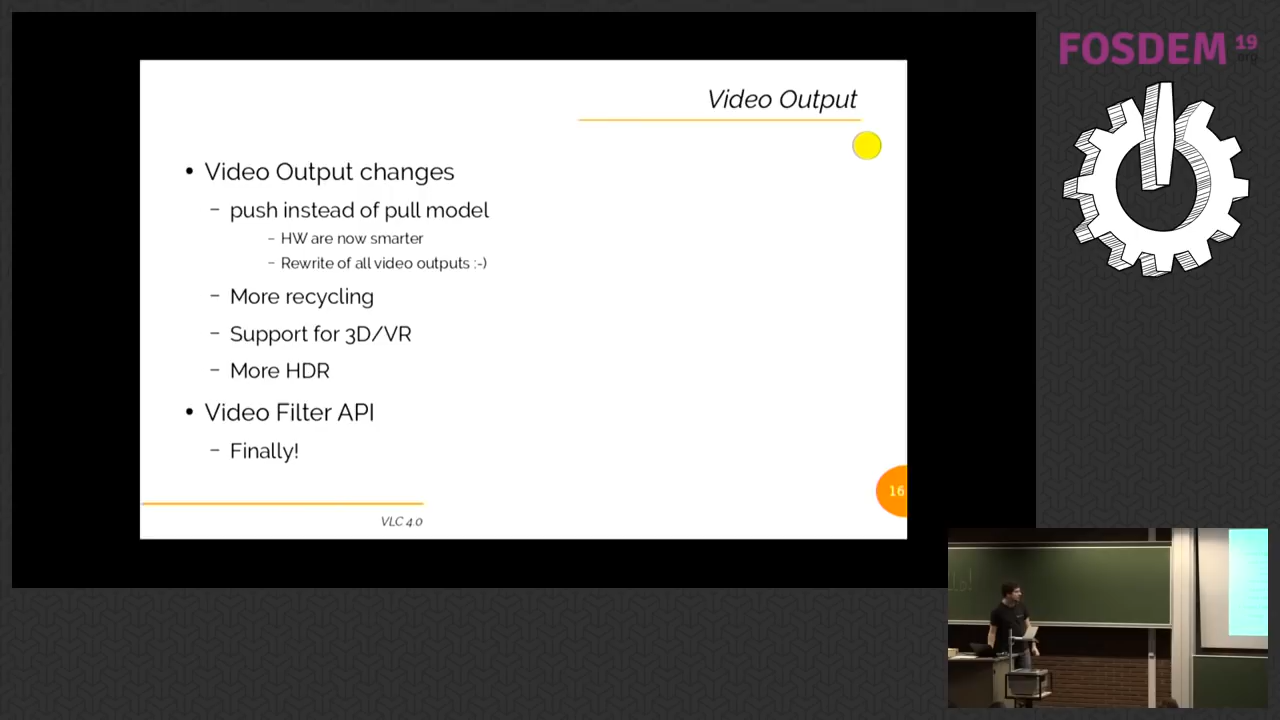 FOSDEM 19
.org
Video Output
• Video Output changes
– push instead of pull model
– HW are now smarter
– Rewrite of all video outputs :-)
– More recycling
– Support for 3D/VR
– More HDR
• Video Filter API
– Finally!
16
VLC 4.0